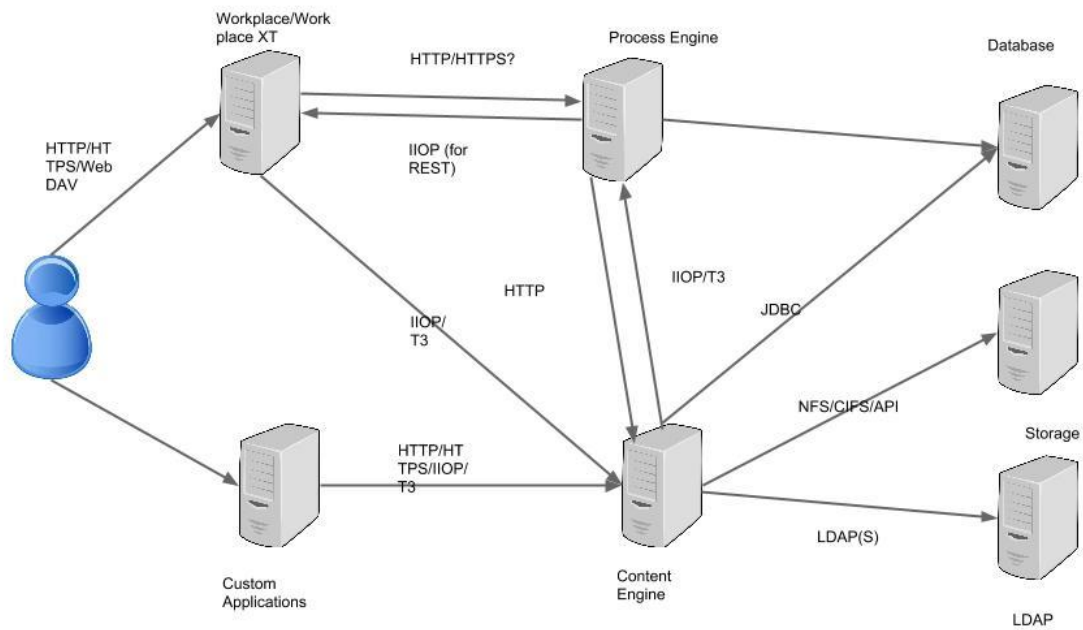 Workplace/Work
place XT
Process Engine
Database
HTTP/HTTPS?
HTTP/HT
TPS/Web
DAV
IIOP (for
REST)
HTTP
IIOP/T3
JDBC
IIOP/
T3
NFS/CIFS/API
Storage
HTTP/HT
TPS/IIOP/
T3
LDAP(S)
Custom
Applications
Content
Engine
LDAP